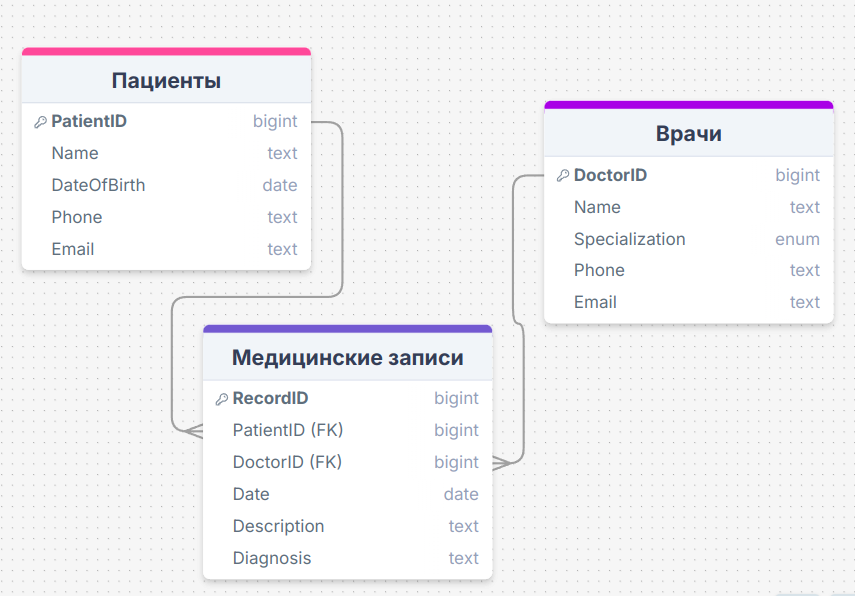 Пациенты
PatientID bigint
Name text
DateOfBirth date
Phone text
Email text
Врачи
DoctorID bigint
Name text
Specialization enum
Phone text
Email text
Медицинские записи
RecordID bigint
PatientID (FK) bigint
DoctorID (FK) bigint
Date date
Description text
Diagnosis text